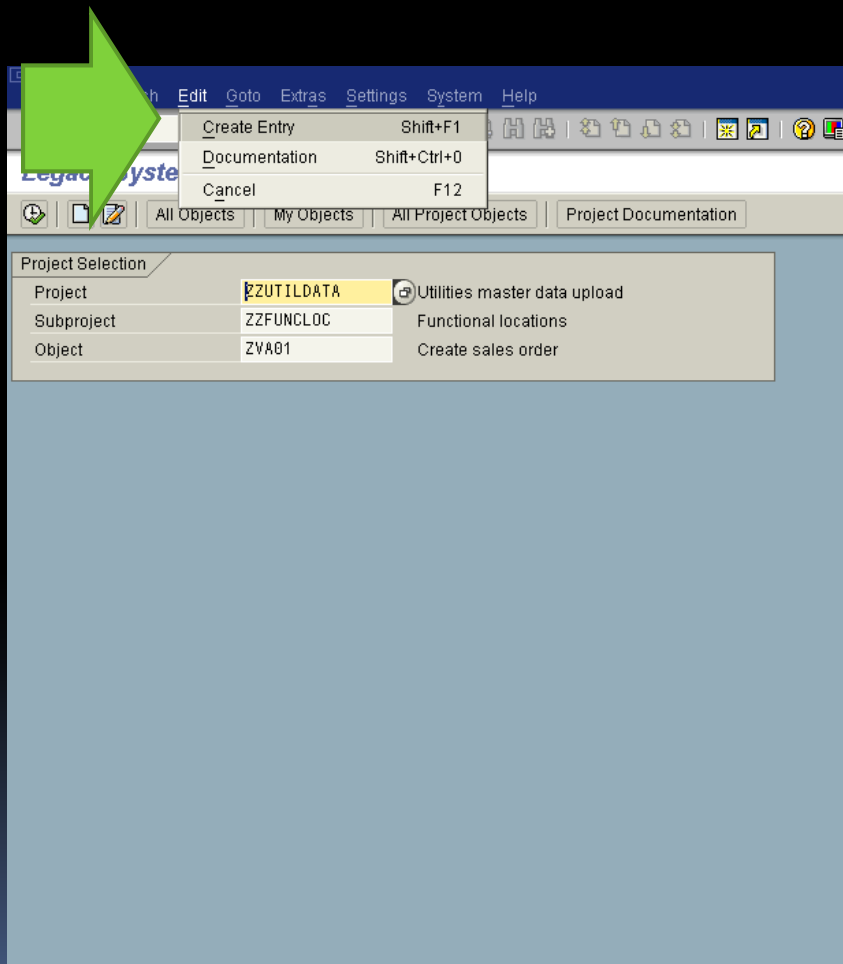 Edit Goto Extras Settings System Help
Create Entry Shift+F1
Documentation Shift+Ctrl+0
Cancel F12
All Objects My Objects All Project Objects Project Documentation
Project Selection
Project ZZUTILDATA Utilities master data upload
Subproject ZZFUNCLOC Functional locations
Object ZVA01 Create sales order